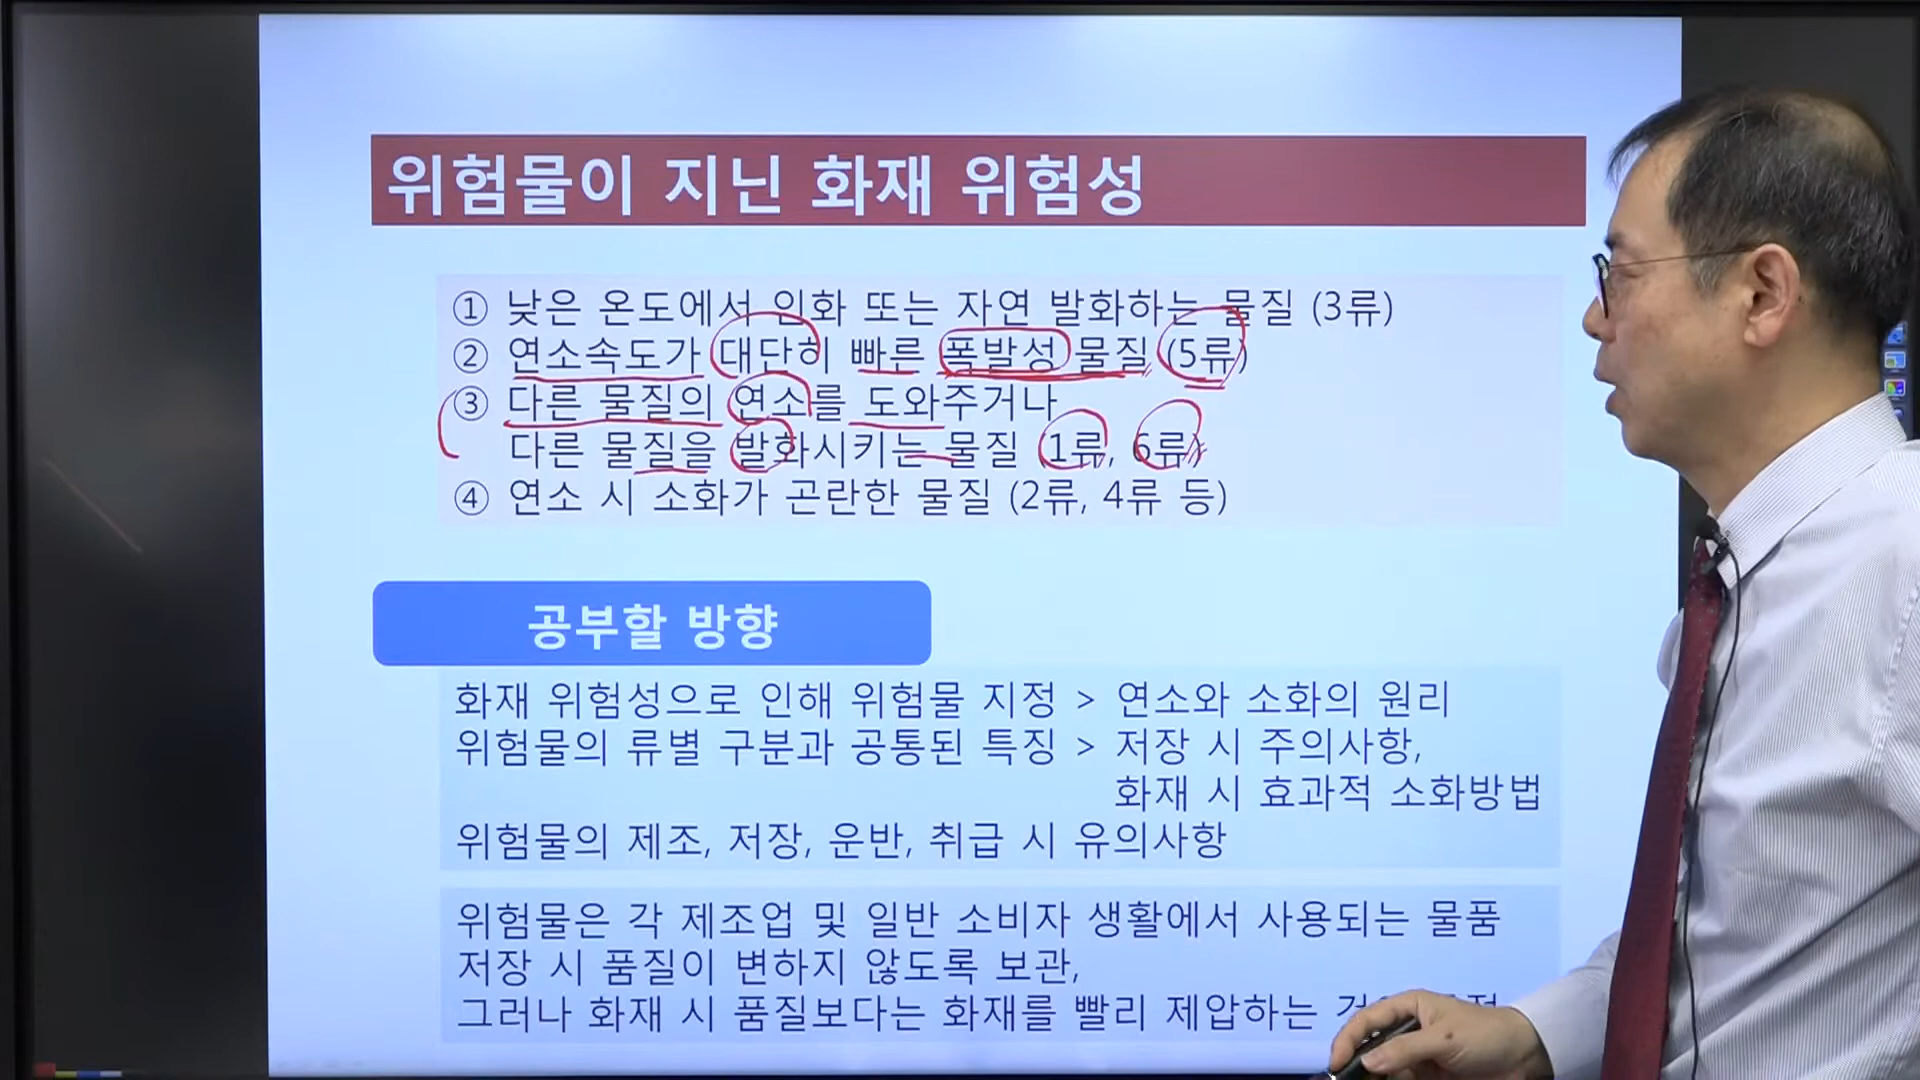 위험물이 지닌 화재 위험성
① 낮은 온도에서 인화 또는 자연 발화하는 물질 (3류)
② 연소속도가 대단히 빠른 폭발성 물질 (5류)
③ 다른 물질의 연소를 도와주거나
다른 물질을 발화시키는 물질 (1류, 6류)
④ 연소 시 소화가 곤란한 물질 (2류, 4류 등)
공부할 방향
화재 위험성으로 인해 위험물 지정 > 연소와 소화의 원리
위험물의 류별 구분과 공통된 특징 > 저장 시 주의사항,
화재 시 효과적 소화방법
위험물의 제조, 저장, 운반, 취급 시 유의사항
위험물은 각 제조업 및 일반 소비자 생활에서 사용되는 물품
저장 시 품질이 변하지 않도록 보관,
그러나 화재 시 품질보다는 화재를 빨리 제압하는